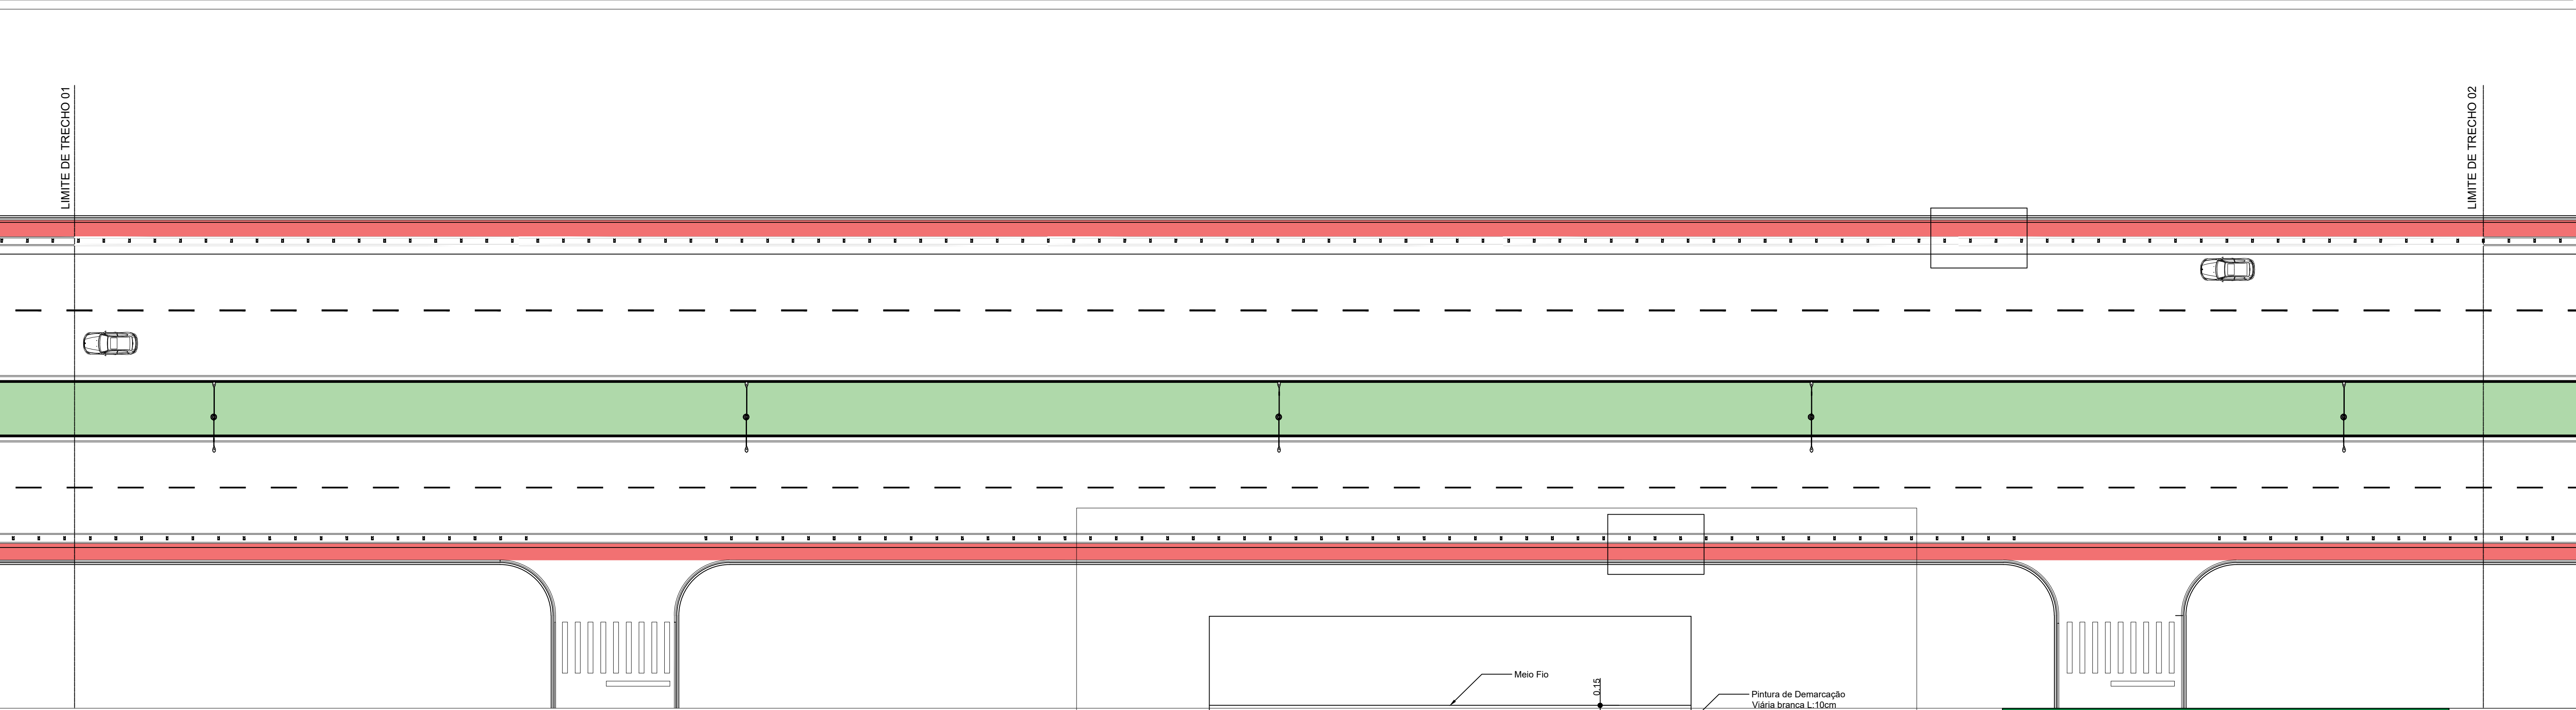 LIMITE DE TRECHO 01
LIMITE DE TRECHO 02
Meio Fio
0.15
Pintura de Demarcação
Viária branca L:10cm